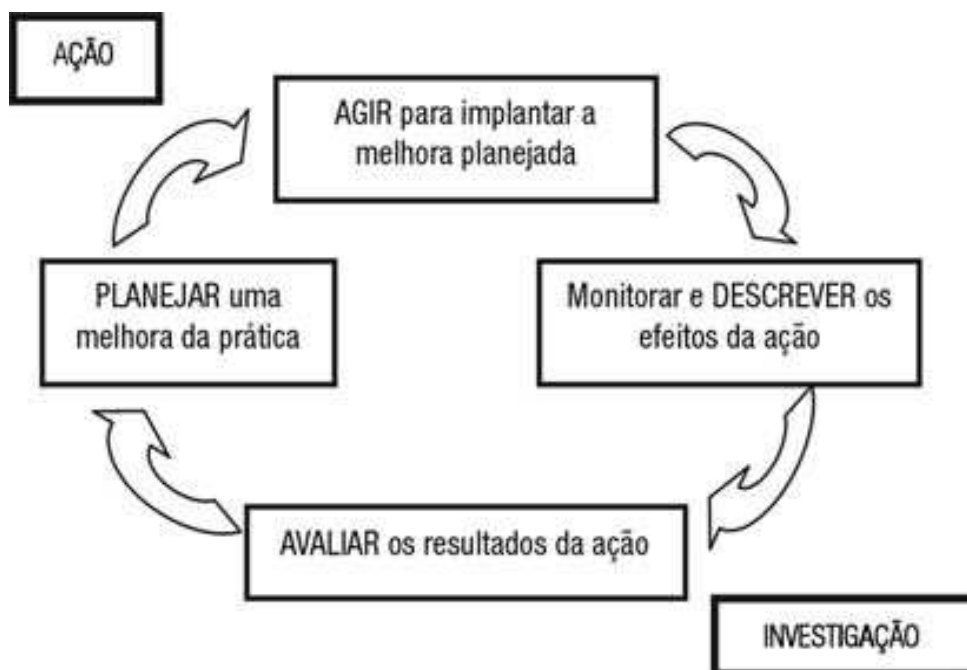 AÇÃO
AGIR para implantar a
melhora planejada
PLANEJAR uma
melhora da prática
Monitorar e DESCREVER os
efeitos da ação
AVALIAR os resultados da ação
INVESTIGAÇÃO